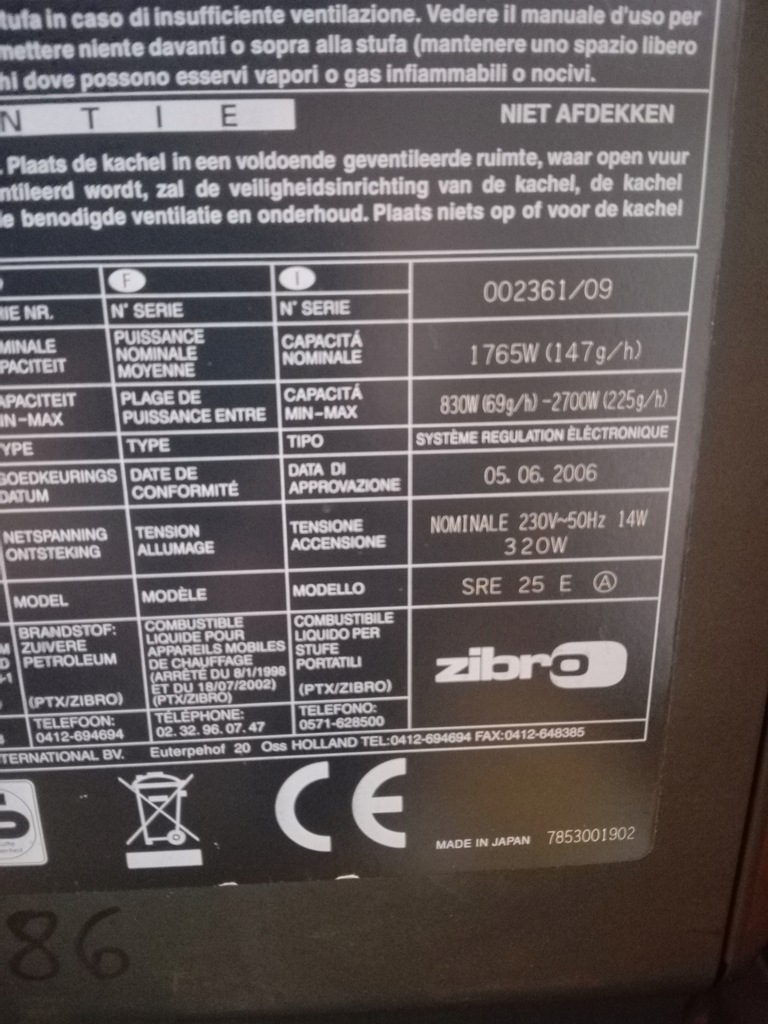 tufa in caso di insufficiente ventilazione. Vedere il manuale d'uso per
mettere niente davanti o sopra alla stufa (mantenere uno spazio libero
hi dove possono esservi vapori o gas infiammabili o nocivi.
N T I E
NIET AFDEKKEN
. Plaats de kachel in een voldoende geventileerde ruimte, waar open vuur
ntileerd wordt, zal de veiligheidsinrichting van de kachel, de kachel
e benodigde ventilatie en onderhoud. Plaats niets op of voor de kachel
F I
IE NR. N° SERIE N° SERIE 002361/09
MINALE
PACITEIT
PUISSANCE
NOMINALE
MOYENNE
CAPACITÁ
NOMINALE
1765W (147g/h)
APACITEIT
IN-MAX
PLAGE DE
PUISSANCE ENTRE
CAPACITÁ
MIN-MAX
830W (69g/h) -2700W (225g/h)
YPE TYPE TIPO SYSTÈME REGULATION ÈLÈCTRONIQUE
GOEDKEURINGS
DATUM
DATE DE
CONFORMITÉ
DATA DI
APPROVAZIONE
05. 06. 2006
NETSPANNING
ONTSTEKING
TENSION
ALLUMAGE
TENSIONE
ACCENSIONE
NOMINALE 230V~50Hz 14W
320W
MODEL MODÈLE MODELLO SRE 25 E A
BRANDSTOF:
ZUIVERE
PETROLEUM
(PTX/ZIBRO)
COMBUSTIBLE
LIQUIDE POUR
APPAREILS MOBILES
DE CHAUFFAGE
(ARRÉTÉ DU 8/1/1998
ET DU 18/07/2002)
(PTX/ZIBRO)
COMBUSTIBILE
LIQUIDO PER
STUFE
PORTATILI
(PTX/ZIBRO)
zibro
TELEFOON:
0412-694694
TÉLÉPHONE:
02. 32. 96. 07. 47
TELEFONO:
0571-628500
TERNATIONAL BV. Euterpehof 20 Oss HOLLAND TEL:0412-694694 FAX:0412-648385
CE
MADE IN JAPAN 7853001902
86